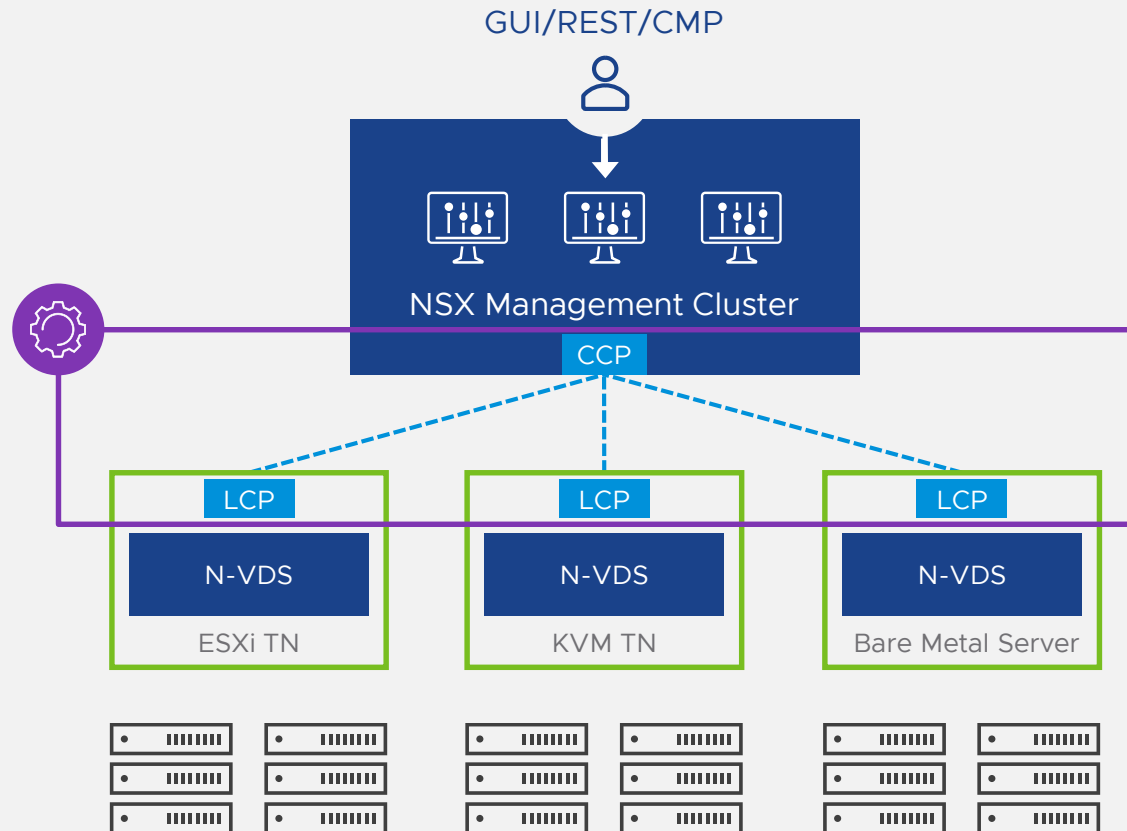 GUI/REST/CMP
NSX Management Cluster
CCP
LCP
LCP
LCP
N-VDS
N-VDS
N-VDS
ESXi TN
KVM TN
Bare Metal Server